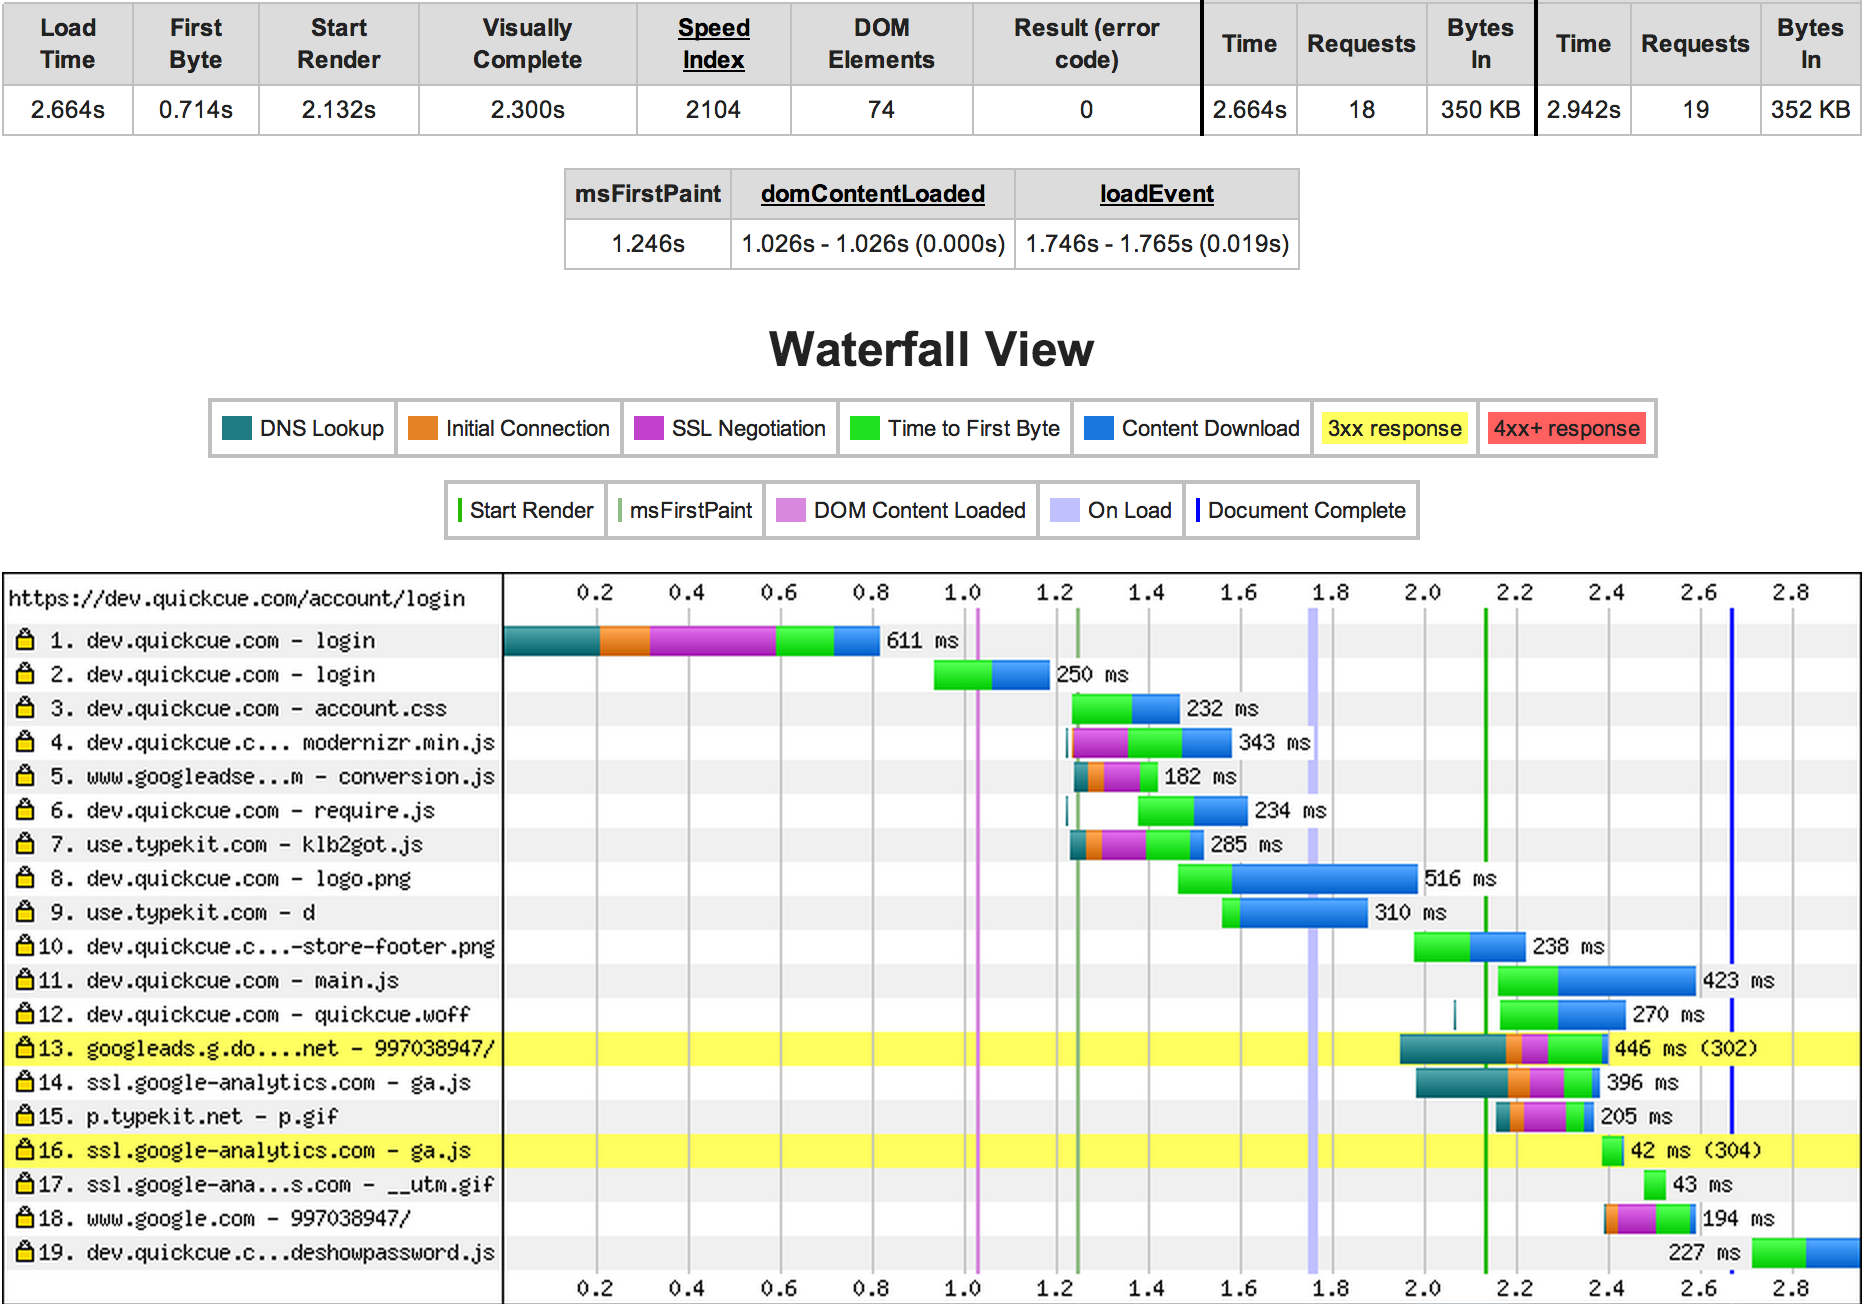 Load Time First Byte Start Render Visually Complete Speed Index DOM Elements Result (error code) Time Requests Bytes In Time Requests Bytes In
2.664s 0.714s 2.132s 2.300s 2104 74 0 2.664s 18 350 KB 2.942s 19 352 KB
msFirstPaint domContentLoaded loadEvent
1.246s 1.026s - 1.026s (0.000s) 1.746s - 1.765s (0.019s)
Waterfall View
DNS Lookup Initial Connection SSL Negotiation Time to First Byte Content Download 3xx response 4xx+ response
Start Render msFirstPaint DOM Content Loaded On Load Document Complete
https://dev.quickcue.com/account/login 0.2 0.4 0.6 0.8 1.0 1.2 1.4 1.6 1.8 2.0 2.2 2.4 2.6 2.8
1. dev.quickcue.com - login 611 ms
2. dev.quickcue.com - login 250 ms
3. dev.quickcue.com - account.css 232 ms
4. dev.quickcue.c... modernizr.min.js 343 ms
5. www.googleadse...m - conversion.js 182 ms
6. dev.quickcue.com - require.js 234 ms
7. use.typekit.com - klb2got.js 285 ms
8. dev.quickcue.com - logo.png 516 ms
9. use.typekit.com - d 310 ms
10. dev.quickcue.c...-store-footer.png 238 ms
11. dev.quickcue.com - main.js 423 ms
12. dev.quickcue.com - quickcue.woff 270 ms
13. googleads.g.do....net - 997038947/ 446 ms (302)
14. ssl.google-analytics.com - ga.js 396 ms
15. p.typekit.net - p.gif 205 ms
16. ssl.google-analytics.com - ga.js 42 ms (304)
17. ssl.google-ana...s.com - __utm.gif 43 ms
18. www.google.com - 997038947/ 194 ms
19. dev.quickcue.c...deshowpassword.js 227 ms
0.2 0.4 0.6 0.8 1.0 1.2 1.4 1.6 1.8 2.0 2.2 2.4 2.6 2.8